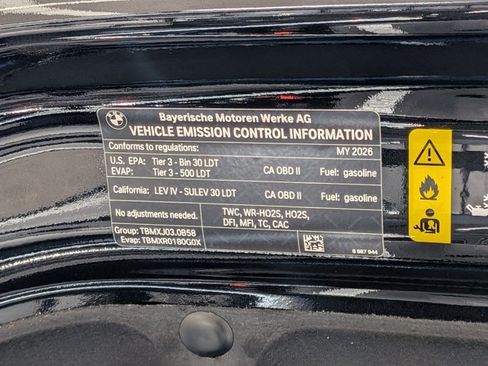 BMW
Bayerische Motoren Werke AG
VEHICLE EMISSION CONTROL INFORMATION
Conforms to regulations: MY 2026
U.S. EPA: Tier 3 - Bin 30 LDT CA OBD II Fuel: gasoline
EVAP: Tier 3 - 500 LDT
California: LEV IV - SULEV 30 LDT CA OBD II Fuel: gasoline
No adjustments needed. TWC, WR-HO2S, HO2S,
DFI, MFI, TC, CAC
Group: TBMXJ03.0B58
Evap: TBMXR0180G0X
8 987 944